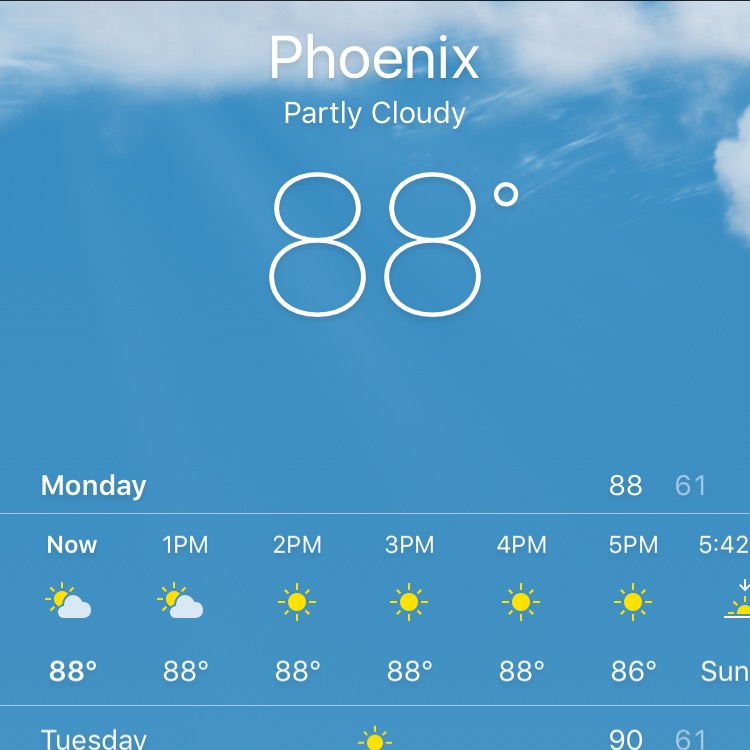 Phoenix
Partly Cloudy
88°
Monday 88 61
Now 1PM 2PM 3PM 4PM 5PM 5:42
88° 88° 88° 88° 88° 86° Sun
Tuesday 90 61